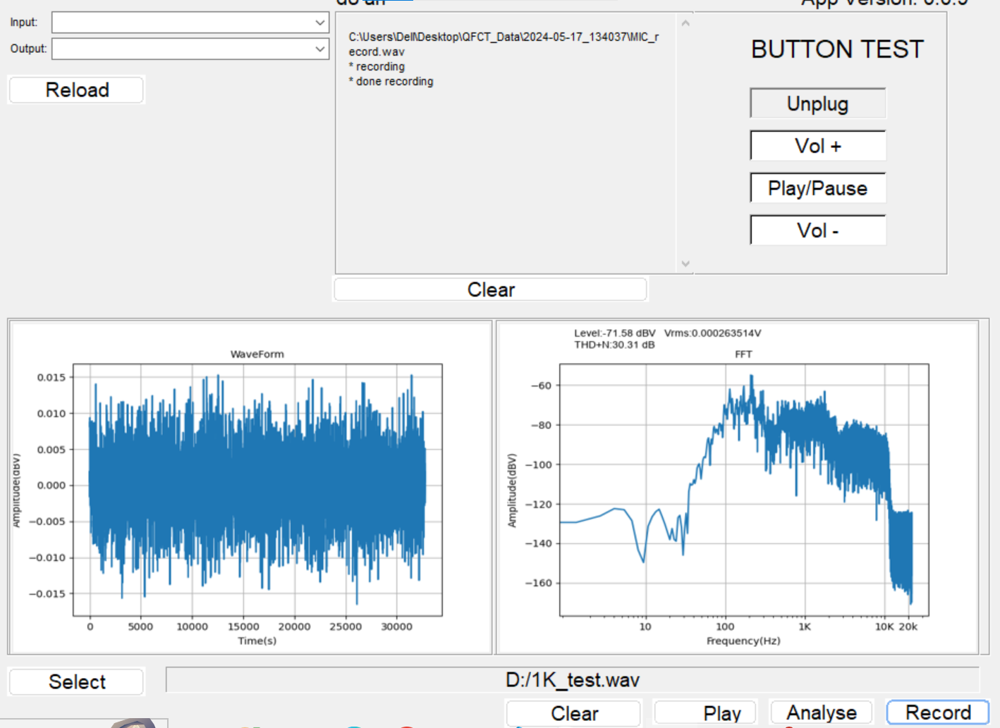 Input:
Output:
Reload
C:\Users\Dell\Desktop\QFCT_Data\2024-05-17_134037\MIC_r
ecord.wav
* recording
* done recording
BUTTON TEST
Unplug
Vol +
Play/Pause
Vol -
Clear
WaveForm
0.015
0.010
0.005
0.000
−0.005
−0.010
−0.015
Amplitude(dBV)
0 5000 10000 15000 20000 25000 30000
Time(s)
Level:-71.58 dBV Vrms:0.000263514V
THD+N:30.31 dB
FFT
−60
−80
−100
−120
−140
−160
Amplitude(dBV)
10 100 1K 10K 20k
Frequency(Hz)
Select
D:/1K_test.wav
Clear
Play
Analyse
Record